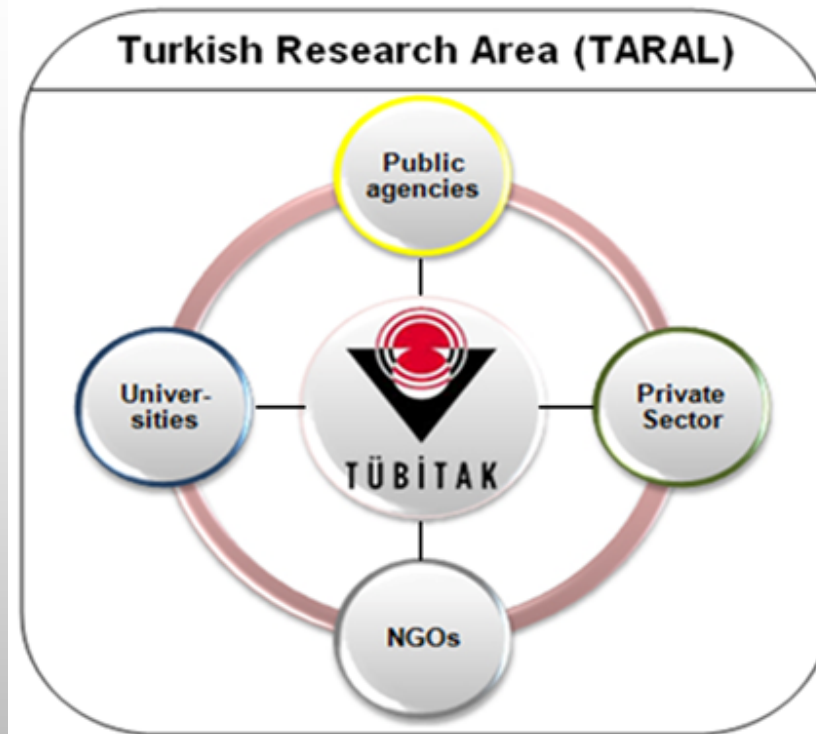 Turkish Research Area (TARAL)
Public
agencies
Univer-
sities
TÜBİTAK
Private
Sector
NGOs